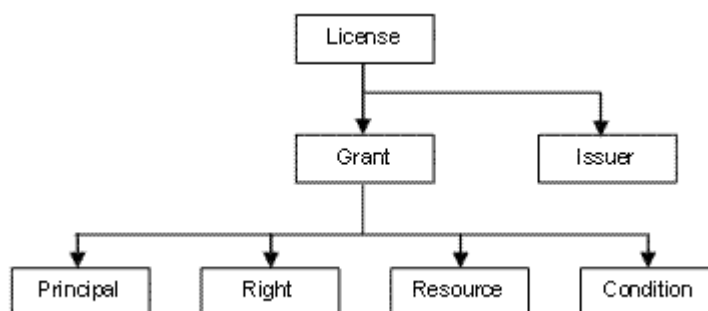 License
Grant
Issuer
Principal
Right
Resource
Condition